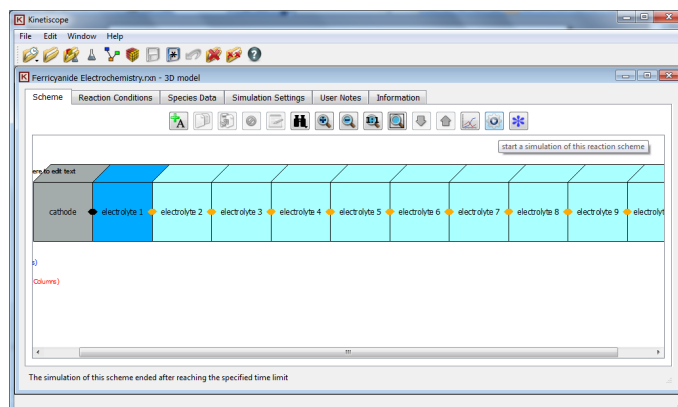 Kinetiscope
File Edit Window Help
Ferricyanide Electrochemistry.rxn - 3D model
Scheme Reaction Conditions Species Data Simulation Settings User Notes Information
start a simulation of this reaction scheme
ere to edit text
cathode electrolyte 1 electrolyte 2 electrolyte 3 electrolyte 4 electrolyte 5 electrolyte 6 electrolyte 7 electrolyte 8 electrolyte 9 electrolyt
s)
Columns)
The simulation of this scheme ended after reaching the specified time limit